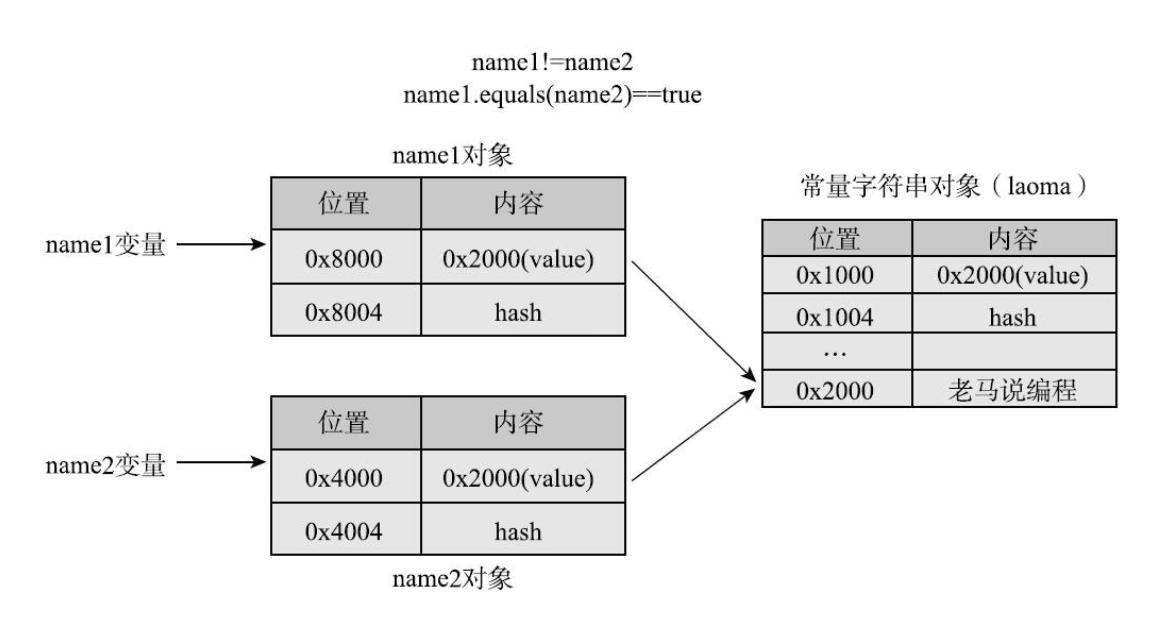 name1!=name2
name1.equals(name2)==true
name1对象
位置 内容
name1变量
0x8000 0x2000(value)
0x8004 hash
常量字符串对象（laoma）
位置 内容
0x1000 0x2000(value)
0x1004 hash
…
0x2000 老马说编程
位置 内容
name2变量
0x4000 0x2000(value)
0x4004 hash
name2对象